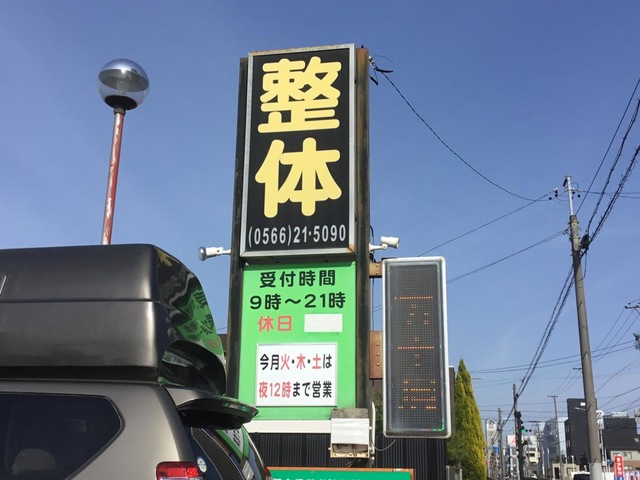 整
体
(0566)21・5090
受付時間
9時～21時
休日
今月火・木・土は
夜12時まで営業